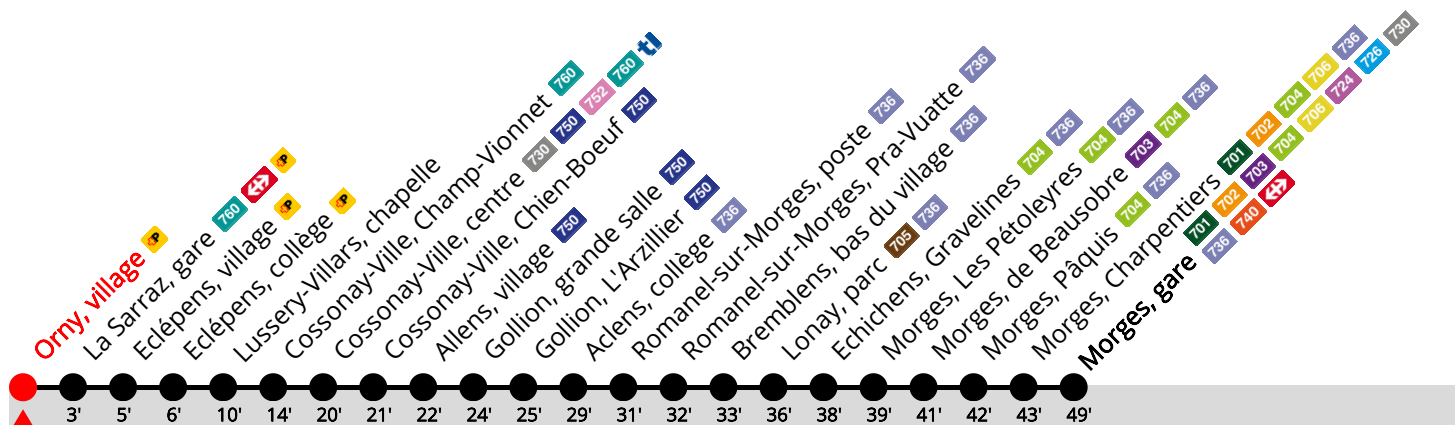 Orny, village P
La Sarraz, gare 760 P
Eclépens, village P
Eclépens, collège P
Lussery-Villars, chapelle
Cossonay-Ville, Champ-Vionnet 760
Cossonay-Ville, centre 730 750 752 760 tl
Cossonay-Ville, Chien-Boeuf 750
Allens, village 750
Gollion, grande salle 750
Gollion, L'Arzillier 750
Aclens, collège 736
Romanel-sur-Morges, poste 736
Romanel-sur-Morges, Pra-Vuatte 736
Bremblens, bas du village 736
Lonay, parc 705 736
Echichens, Gravelines 704 736
Morges, Les Pétoleyres 704 736
Morges, de Beausobre 703 704 736
Morges, Pâquis 704 736
Morges, Charpentiers 701 702 704 706 736
Morges, gare 701 702 703 704 706 724 726 730
736 740
3' 5' 6' 10' 14' 20' 21' 22' 24' 25' 29' 31' 32' 33' 36' 38' 39' 41' 42' 43' 49'